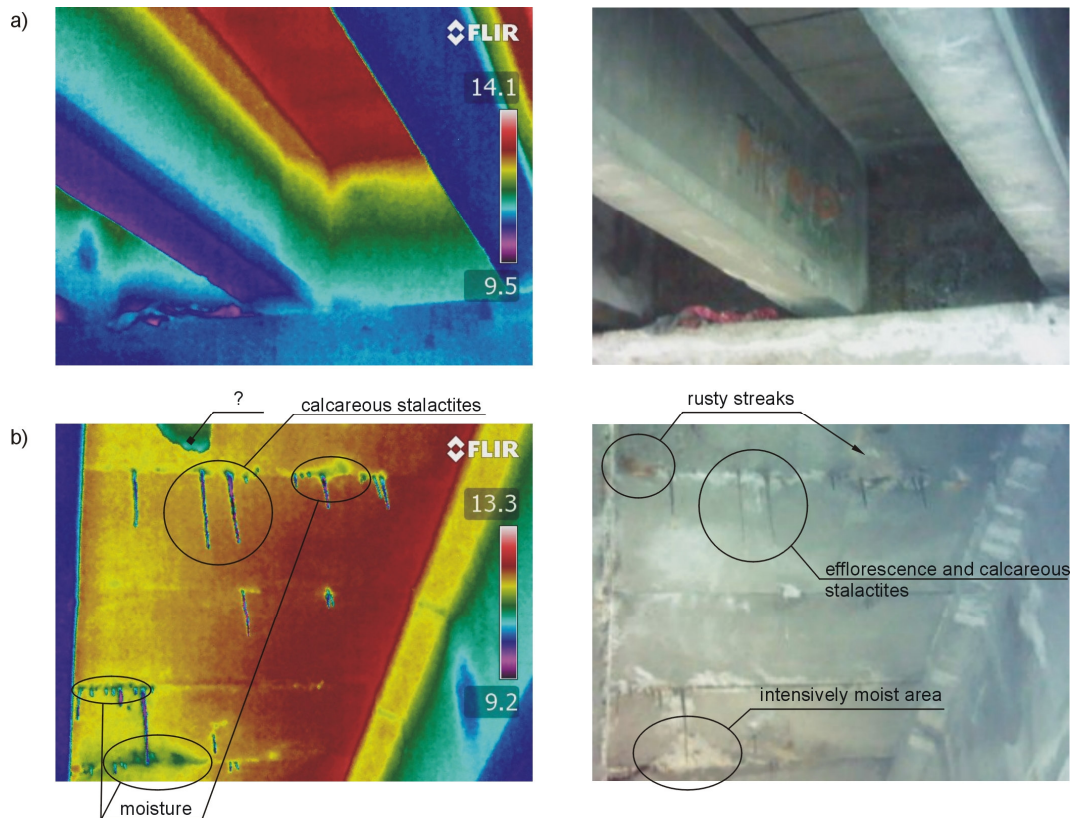 a)
FLIR
14.1
9.5
?
calcareous stalactites
rusty streaks
b)
FLIR
13.3
9.2
efflorescence and calcareous
stalactites
intensively moist area
moisture